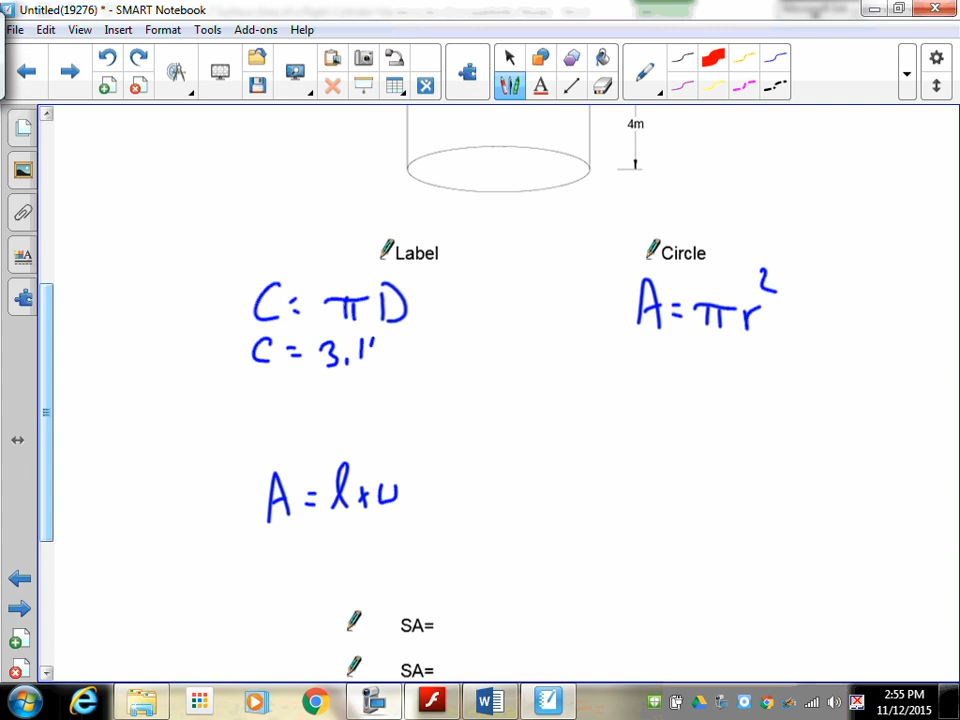 Untitled(19276) * - SMART Notebook
File Edit View Insert Format Tools Add-ons Help
4m
Label
Circle
C = πD
A = πr²
C = 3.1
A = l × w
SA=
SA=
2:55 PM
11/12/2015